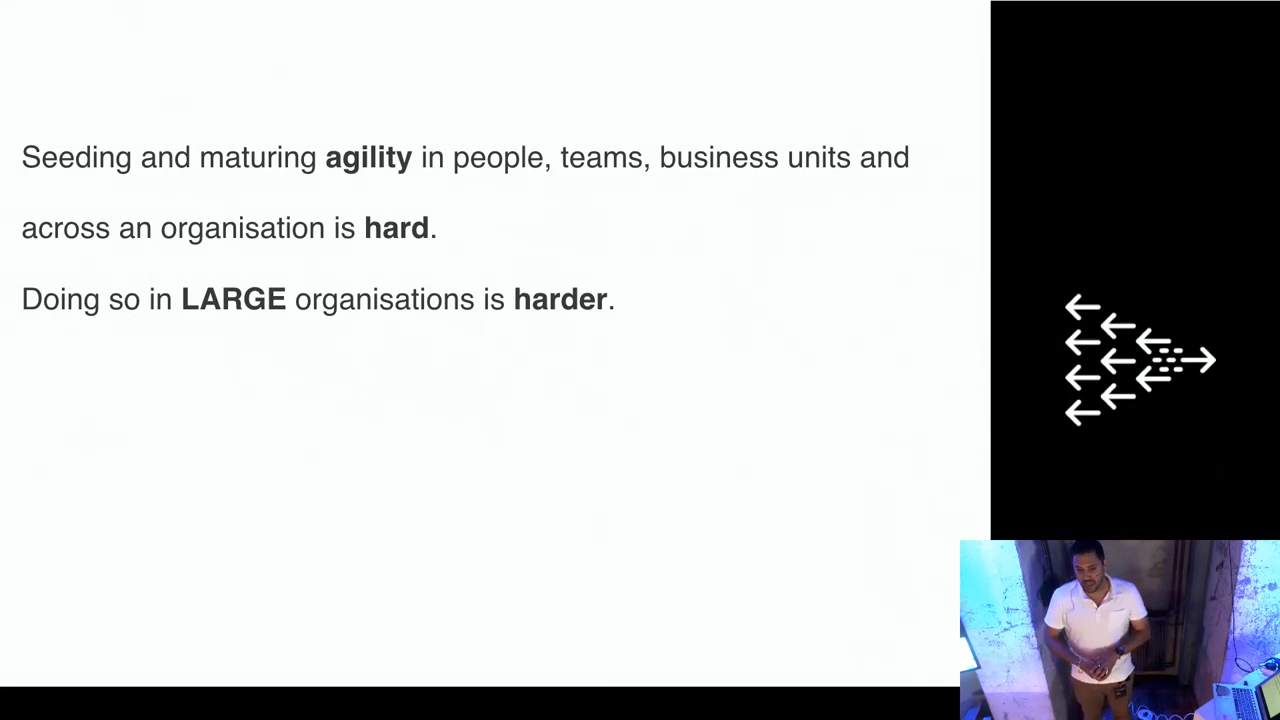 Seeding and maturing agility in people, teams, business units and
across an organisation is hard.
Doing so in LARGE organisations is harder.